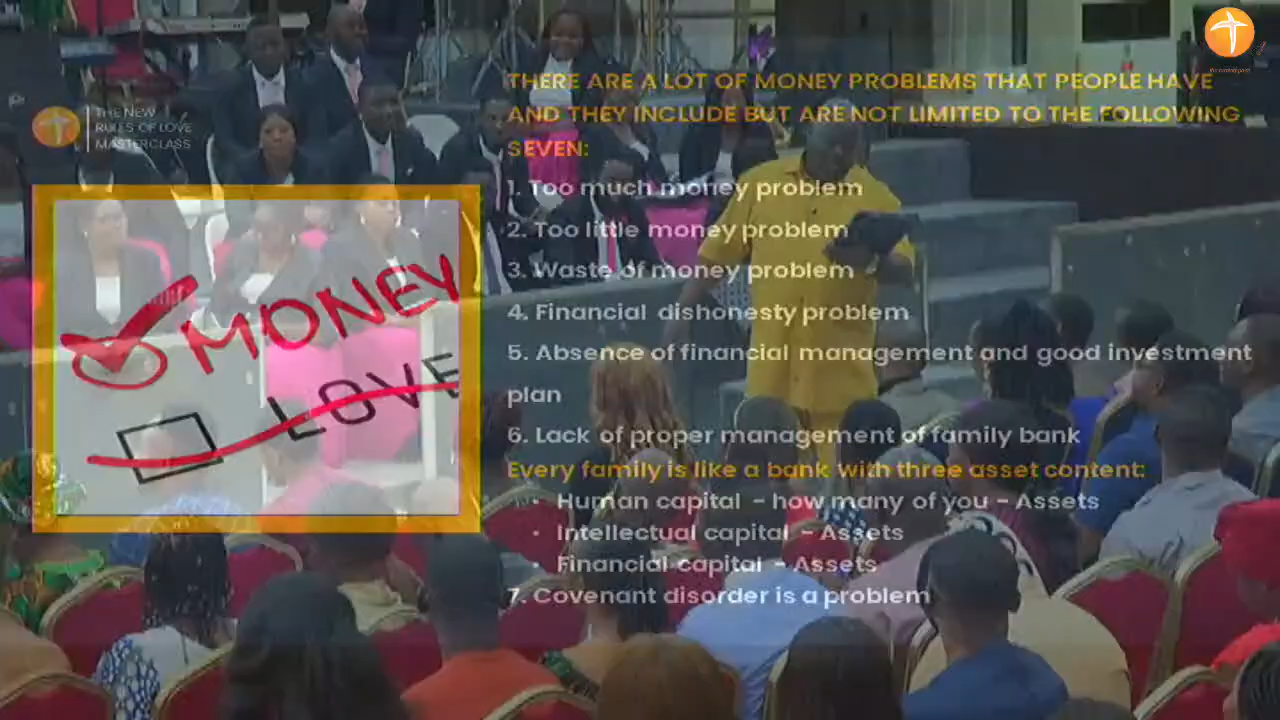 THE NEW
RULES OF LOVE
MASTERCLASS
THERE ARE A LOT OF MONEY PROBLEMS THAT PEOPLE HAVE
AND THEY INCLUDE BUT ARE NOT LIMITED TO THE FOLLOWING
SEVEN:
1. Too much money problem
2. Too little money problem
3. Waste of money problem
4. Financial dishonesty problem
5. Absence of financial management and good investment
plan
6. Lack of proper management of family bank
Every family is like a bank with three asset content:
• Human capital - how many of you - Assets
• Intellectual capital - Assets
• Financial capital - Assets
7. Covenant disorder is a problem
MONEY
LOVE